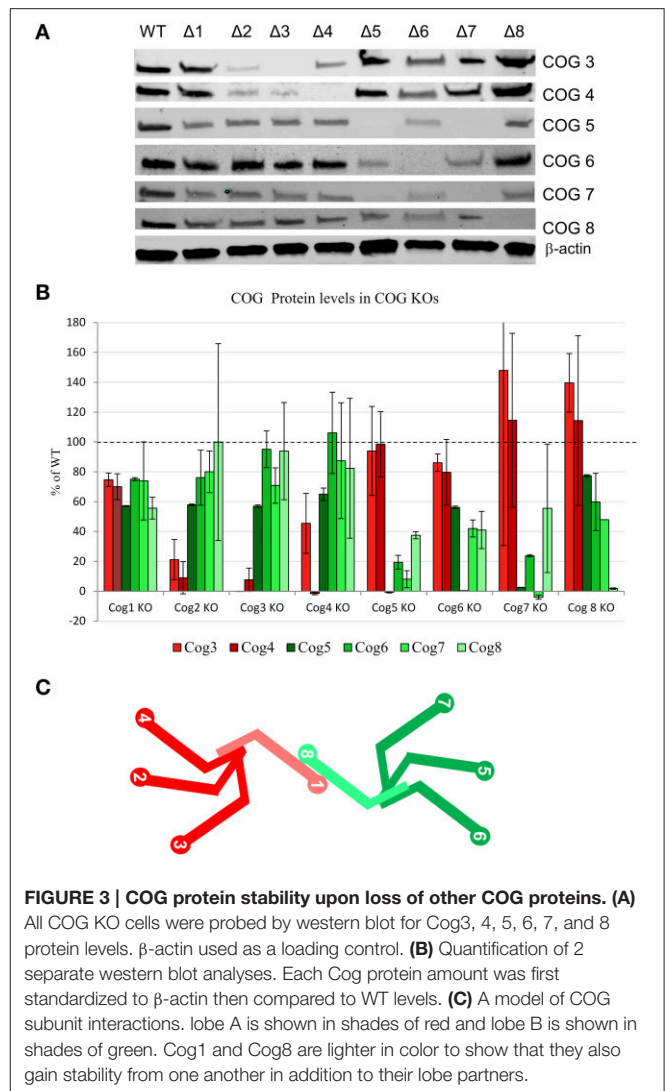 A
WT Δ1 Δ2 Δ3 Δ4 Δ5 Δ6 Δ7 Δ8
COG 3
COG 4
COG 5
COG 6
COG 7
COG 8
β-actin
B
COG Protein levels in COG KOs
% of WT
180
160
140
120
100
80
60
40
20
0
-20
Cog1 KO Cog2 KO Cog3 KO Cog4 KO Cog5 KO Cog6 KO Cog7 KO Cog 8 KO
Cog3 Cog4 Cog5 Cog6 Cog7 Cog8
C
4
2
3
1
8
7
5
6
FIGURE 3 | COG protein stability upon loss of other COG proteins. (A)
All COG KO cells were probed by western blot for Cog3, 4, 5, 6, 7, and 8
protein levels. β-actin used as a loading control. (B) Quantification of 2
separate western blot analyses. Each Cog protein amount was first
standardized to β-actin then compared to WT levels. (C) A model of COG
subunit interactions. lobe A is shown in shades of red and lobe B is shown in
shades of green. Cog1 and Cog8 are lighter in color to show that they also
gain stability from one another in addition to their lobe partners.